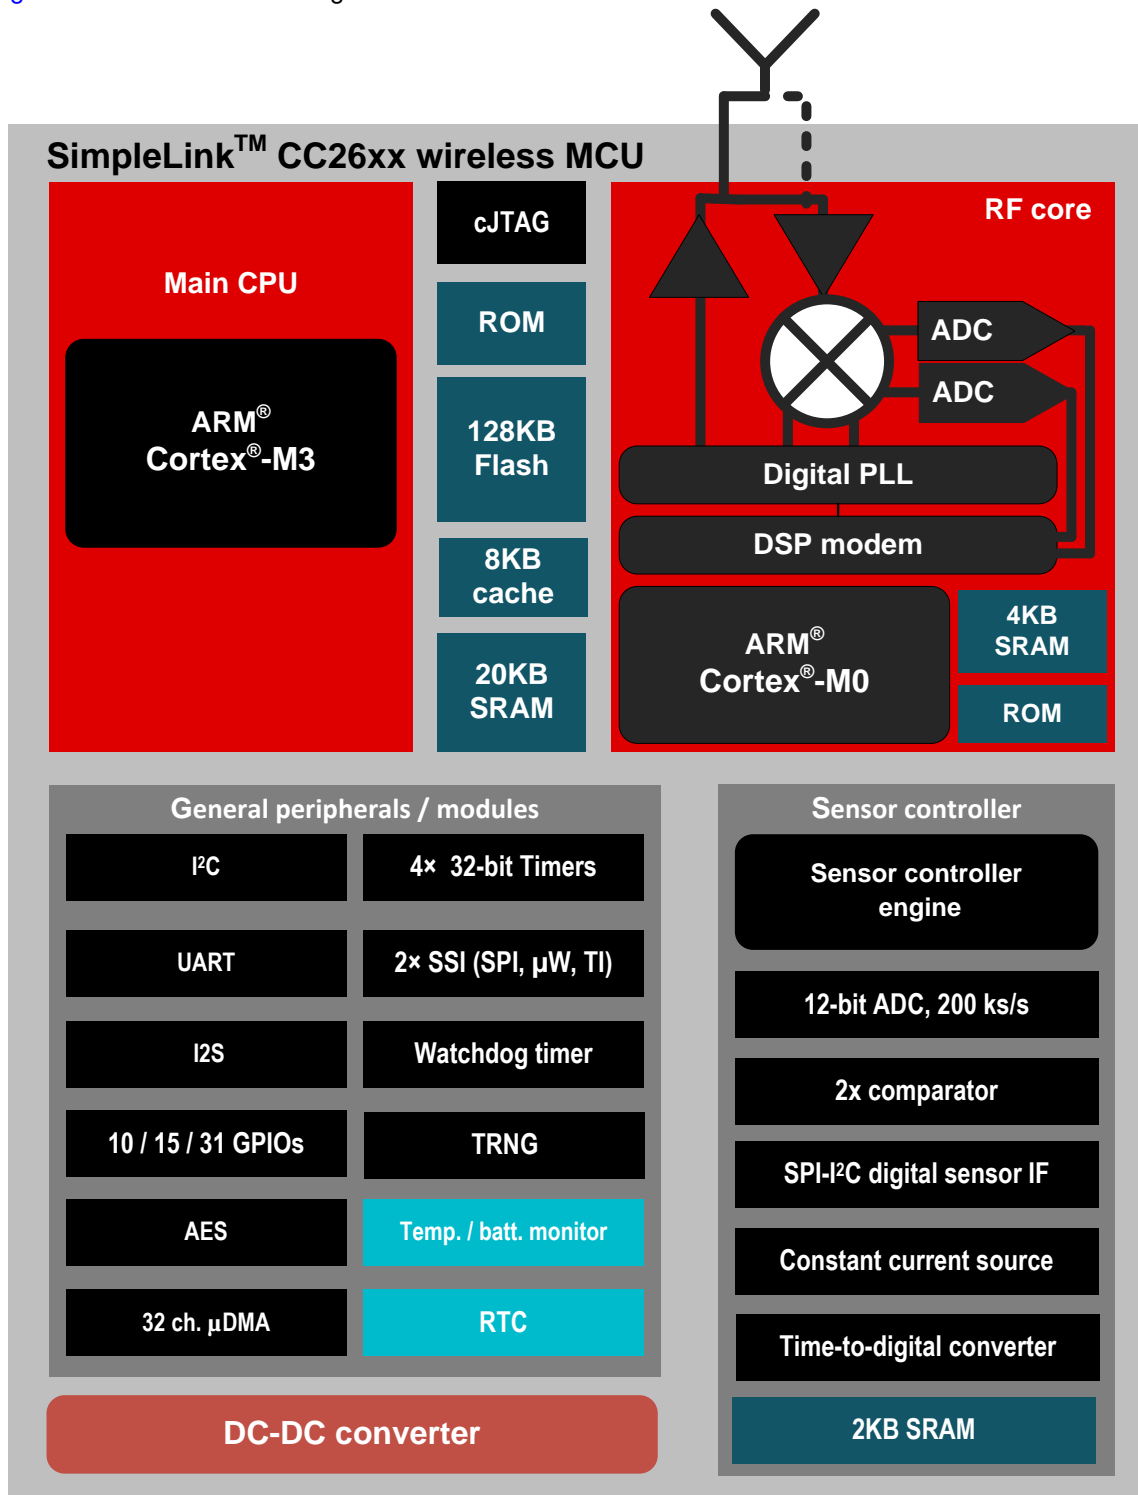 SimpleLink™ CC26xx wireless MCU
Main CPU
ARM®
Cortex®-M3
cJTAG
ROM
128KB
Flash
8KB
cache
20KB
SRAM
RF core
ADC
ADC
Digital PLL
DSP modem
ARM®
Cortex®-M0
4KB
SRAM
ROM
General peripherals / modules
I²C
4× 32-bit Timers
UART
2× SSI (SPI, µW, TI)
I2S
Watchdog timer
10 / 15 / 31 GPIOs
TRNG
AES
Temp. / batt. monitor
32 ch. µDMA
RTC
DC-DC converter
Sensor controller
Sensor controller
engine
12-bit ADC, 200 ks/s
2x comparator
SPI-I²C digital sensor IF
Constant current source
Time-to-digital converter
2KB SRAM